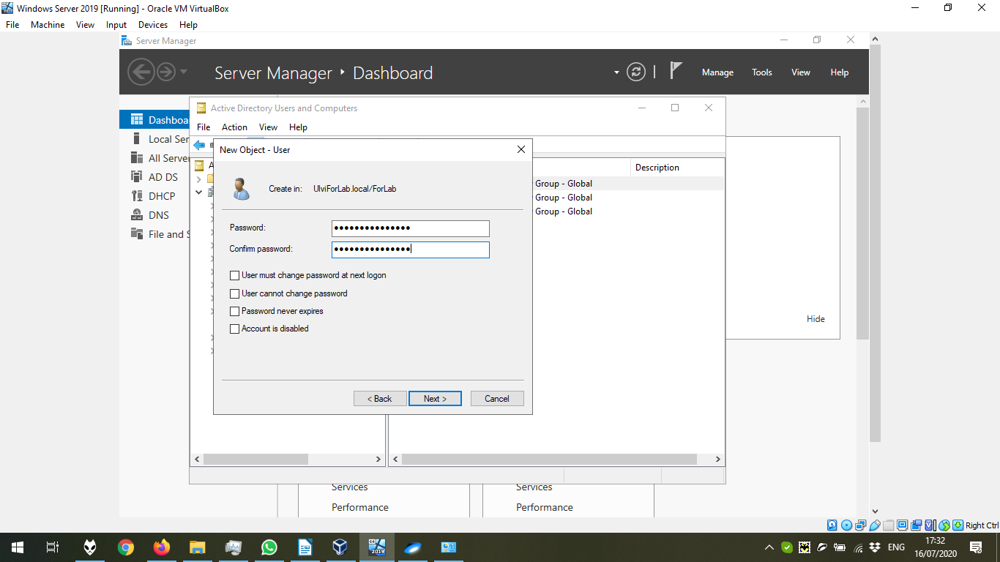 Windows Server 2019 [Running] - Oracle VM VirtualBox
File Machine View Input Devices Help
Server Manager
Server Manager Dashboard
Manage Tools View Help
Active Directory Users and Computers
File Action View Help
Dashboa
Local Ser
All Server
AD DS
DHCP
DNS
File and S
New Object - User
A
Create in: UlviForLab.local/ForLab
Description
Group - Global
Group - Global
Group - Global
Password: •••••••••••••••
Confirm password: •••••••••••••••
User must change password at next logon
User cannot change password
Password never expires
Account is disabled
Hide
< Back Next > Cancel
Services Services
Performance Performance
Right Ctrl
64
2019
ENG
17:32
16/07/2020